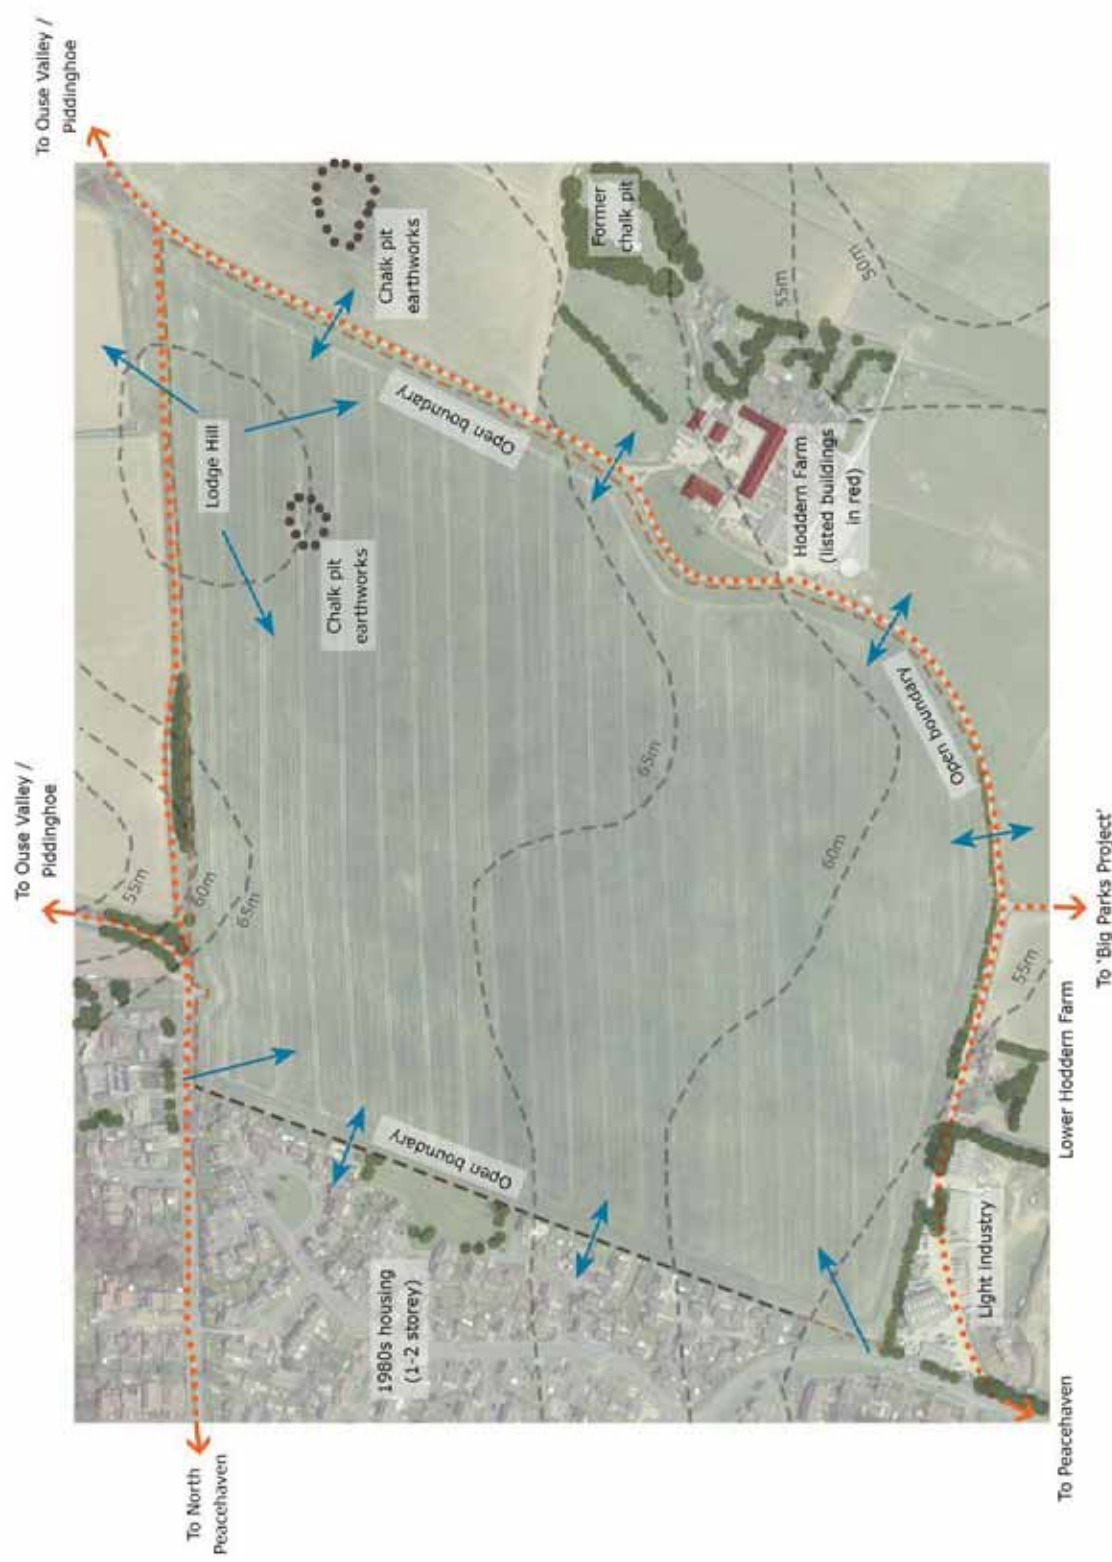 To Ouse Valley /
Piddinghoe
To Ouse Valley /
Piddinghoe
To North
Peacehaven
55m
60m
65m
Lodge Hill
Chalk pit
earthworks
Chalk pit
earthworks
Open boundary
Open boundary
1980s housing
(1-2 storey)
Former
chalk pit
65m
60m
55m
50m
Hoddern Farm
(listed buildings
in red)
Open boundary
55m
Light Industry
Lower Hoddern Farm
To Peacehaven
To 'Big Parks Project'